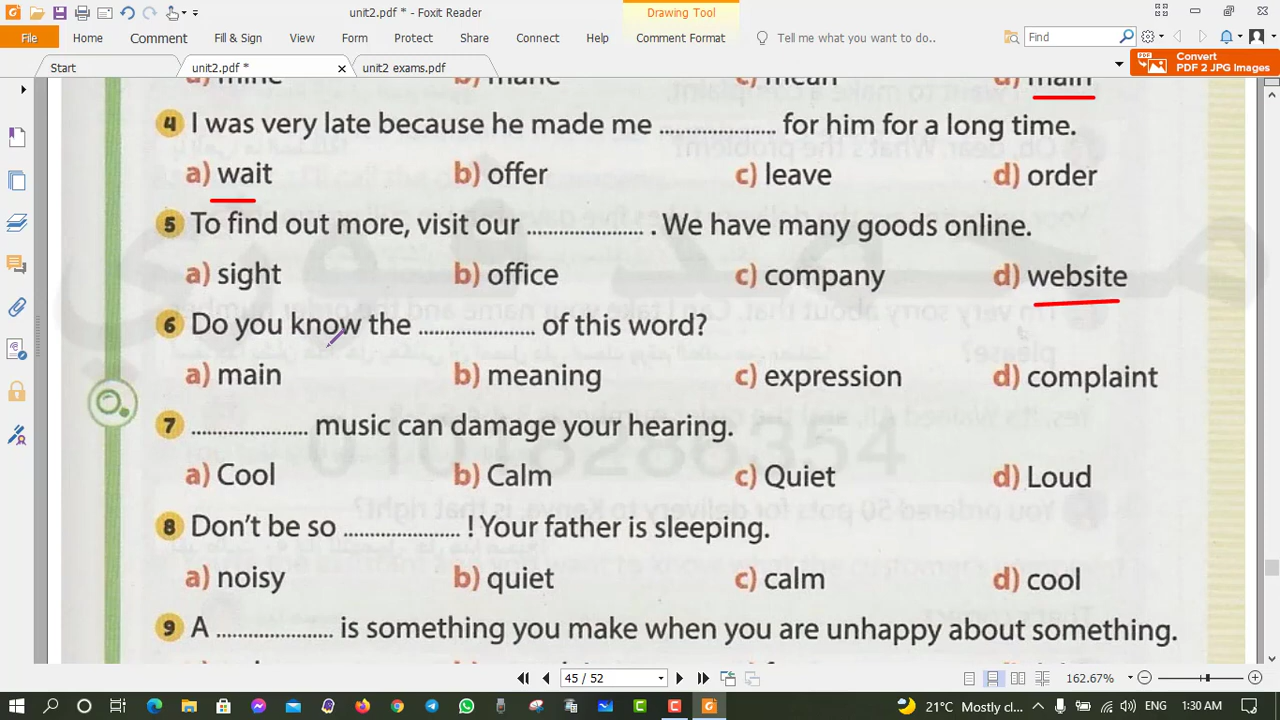 unit2.pdf * - Foxit Reader
Drawing Tool
File
Home
Comment
Fill & Sign
View
Form
Protect
Share
Connect
Help
Comment Format
Tell me what you want to do..
Find
Start
unit2.pdf *
unit2 exams.pdf
Convert
PDF 2 JPG Images
d) main
4 I was very late because he made me ...................... for him for a long time.
a) wait b) offer c) leave d) order
5 To find out more, visit our ...................... . We have many goods online.
a) sight b) office c) company d) website
6 Do you know the ...................... of this word?
a) main b) meaning c) expression d) complaint
7 ...................... music can damage your hearing.
a) Cool b) Calm c) Quiet d) Loud
8 Don't be so ...................... ! Your father is sleeping.
a) noisy b) quiet c) calm d) cool
9 A ...................... is something you make when you are unhappy about something.
45 / 52
162.67%
21°C Mostly cl...
1:30 AM